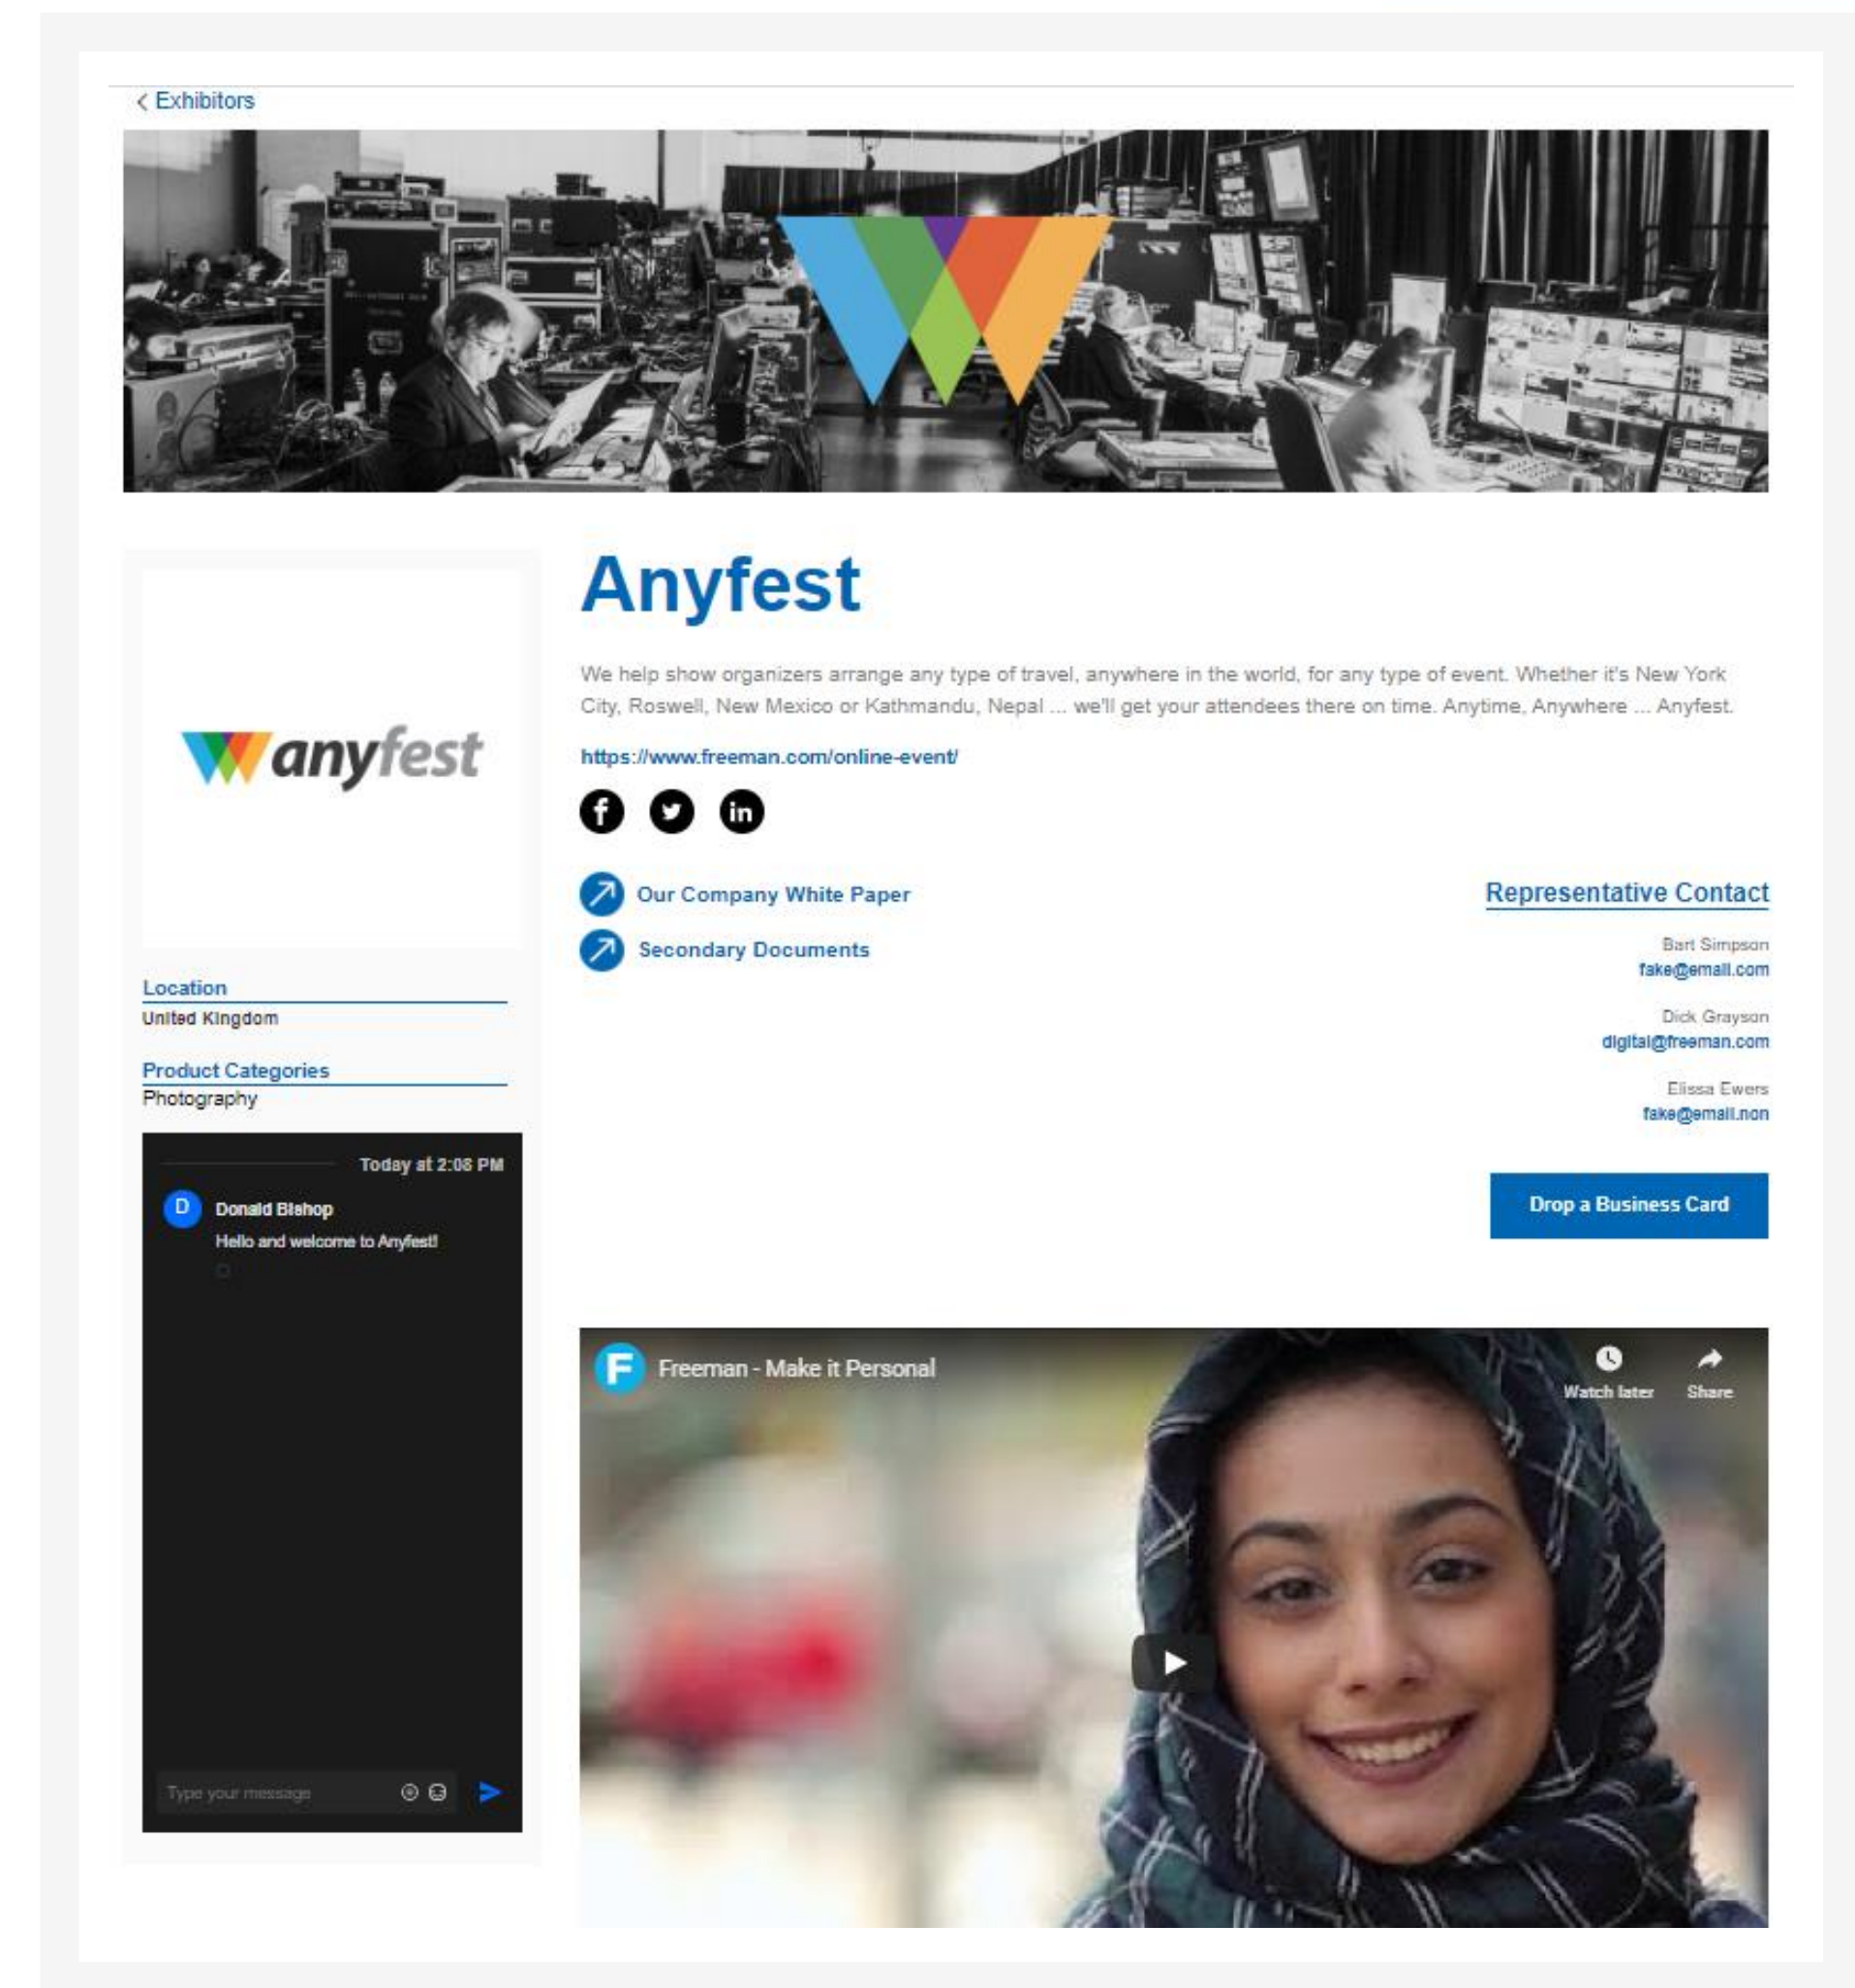 Exhibitors
anyfest
Location
United Kingdom
Product Categories
Photography
Today at 2:08 PM
D
Donald Bishop
Hello and welcome to Anyfest!
Type your message
Anyfest
We help show organizers arrange any type of travel, anywhere in the world, for any type of event. Whether it's New York
City, Roswell, New Mexico or Kathmandu, Nepal ... we'll get your attendees there on time. Anytime, Anywhere ... Anyfest.
https://www.freeman.com/online-event/
f in
Our Company White Paper
Secondary Documents
Representative Contact
Bart Simpson
fake@email.com
Dick Grayson
digital@freeman.com
Elissa Ewers
fake@email.non
Drop a Business Card
F Freeman - Make it Personal
Watch later Share